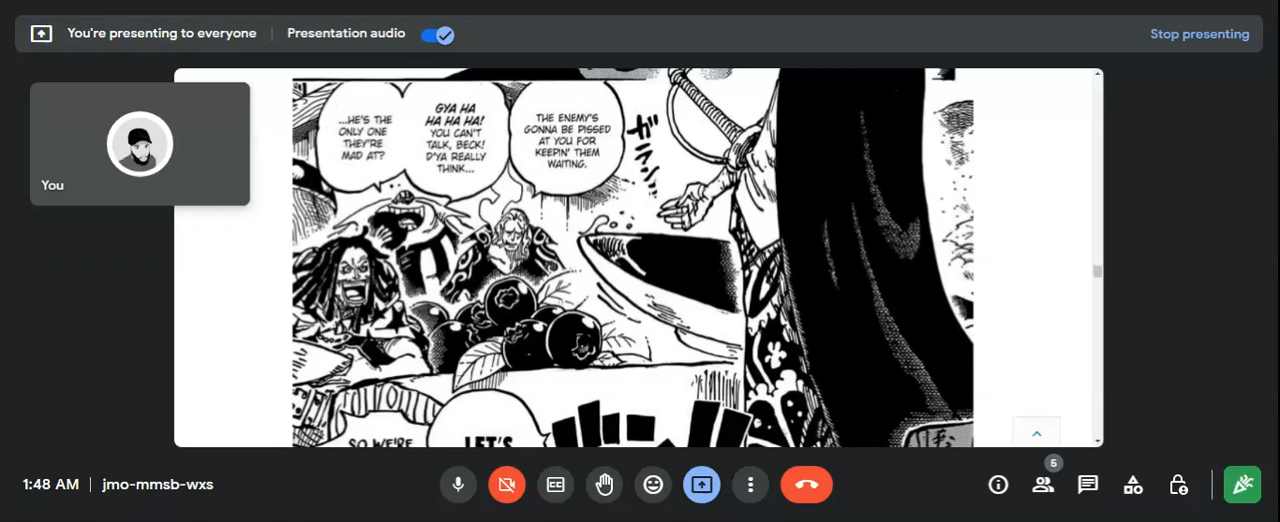 You're presenting to everyone
Presentation audio
Stop presenting
You
THE ENEMY'S
GONNA BE PISSED
AT YOU FOR
KEEPIN' THEM
WAITING.
GYA HA
HA HA HA!
YOU CAN'T
TALK, BECK!
D'YA REALLY
THINK...
...HE'S THE
ONLY ONE
THEY'RE
MAD AT?
SO WE'RE
LET'S
1:48 AM
jmo-mmsb-wxs
5